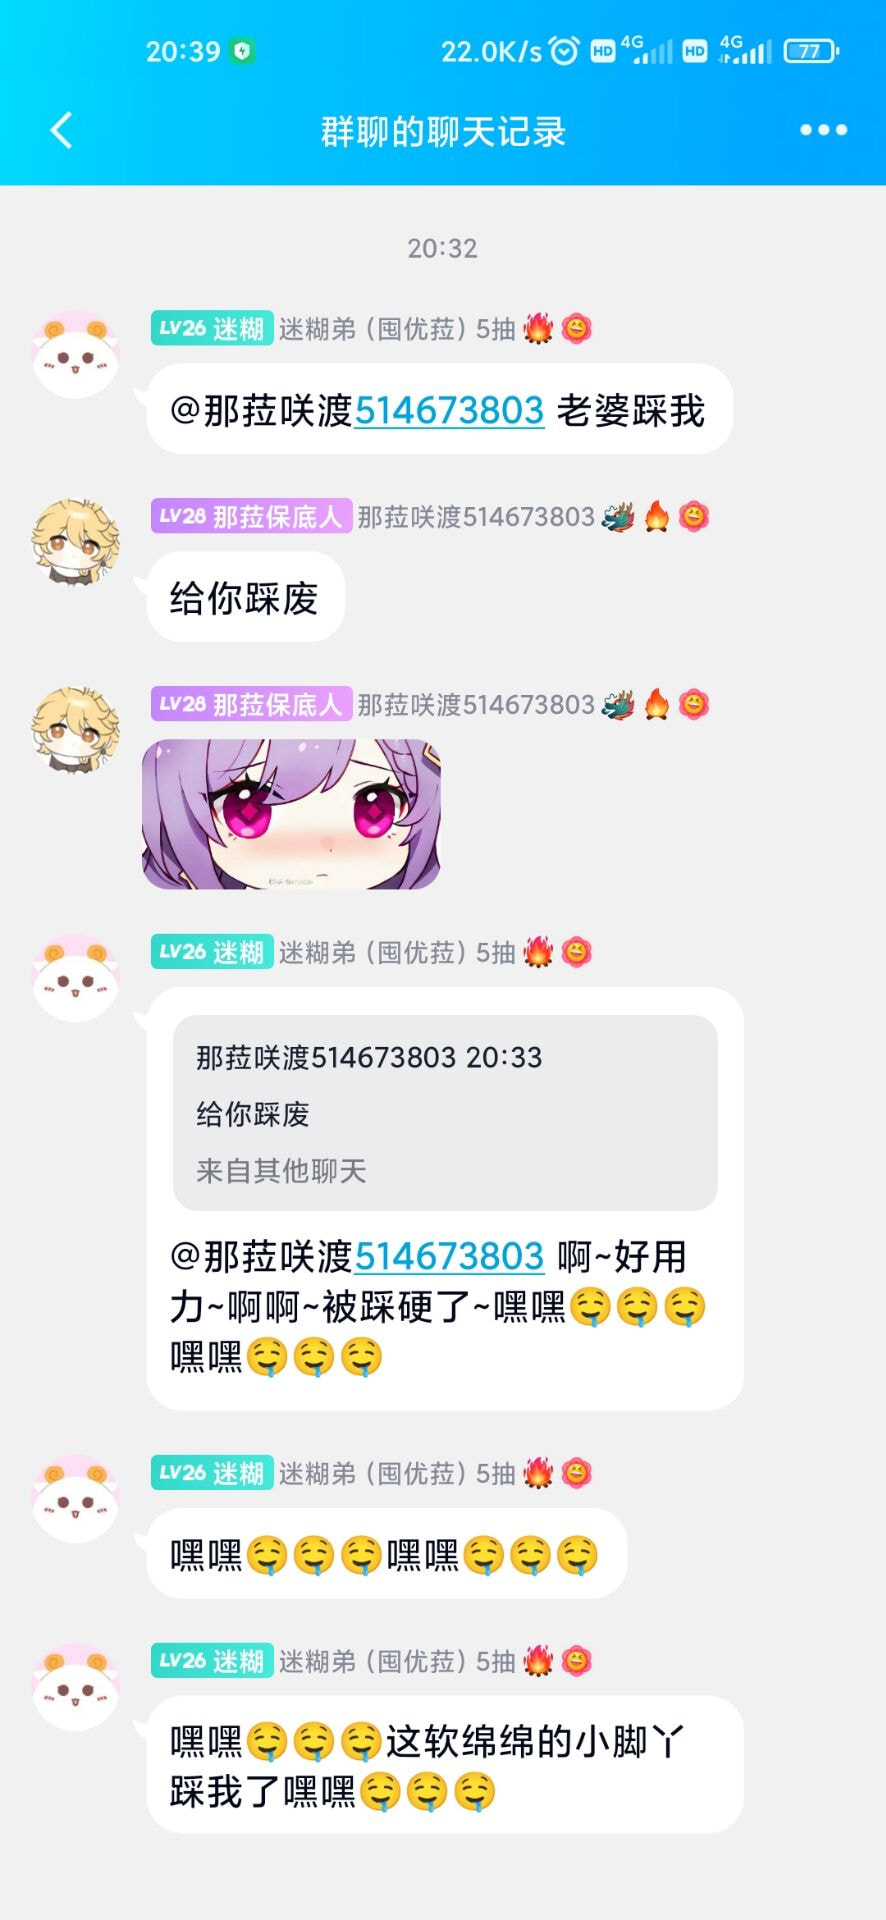 20:39
22.0K/s HD 4G HD 4G 77
群聊的聊天记录
20:32
LV26 迷糊 迷糊弟（囤优菈）5抽🔥
@那菈咲渡514673803 老婆踩我
LV28 那菈保底人 那菈咲渡514673803🐲🔥
给你踩废
LV28 那菈保底人 那菈咲渡514673803🐲🔥
LV26 迷糊 迷糊弟（囤优菈）5抽🔥
那菈咲渡514673803 20:33
给你踩废
来自其他聊天
@那菈咲渡514673803 啊~好用
力~啊啊~被踩硬了~嘿嘿🤤🤤🤤
嘿嘿🤤🤤🤤
LV26 迷糊 迷糊弟（囤优菈）5抽🔥
嘿嘿🤤🤤🤤嘿嘿🤤🤤🤤
LV26 迷糊 迷糊弟（囤优菈）5抽🔥
嘿嘿🤤🤤🤤这软绵绵的小脚丫
踩我了嘿嘿🤤🤤🤤